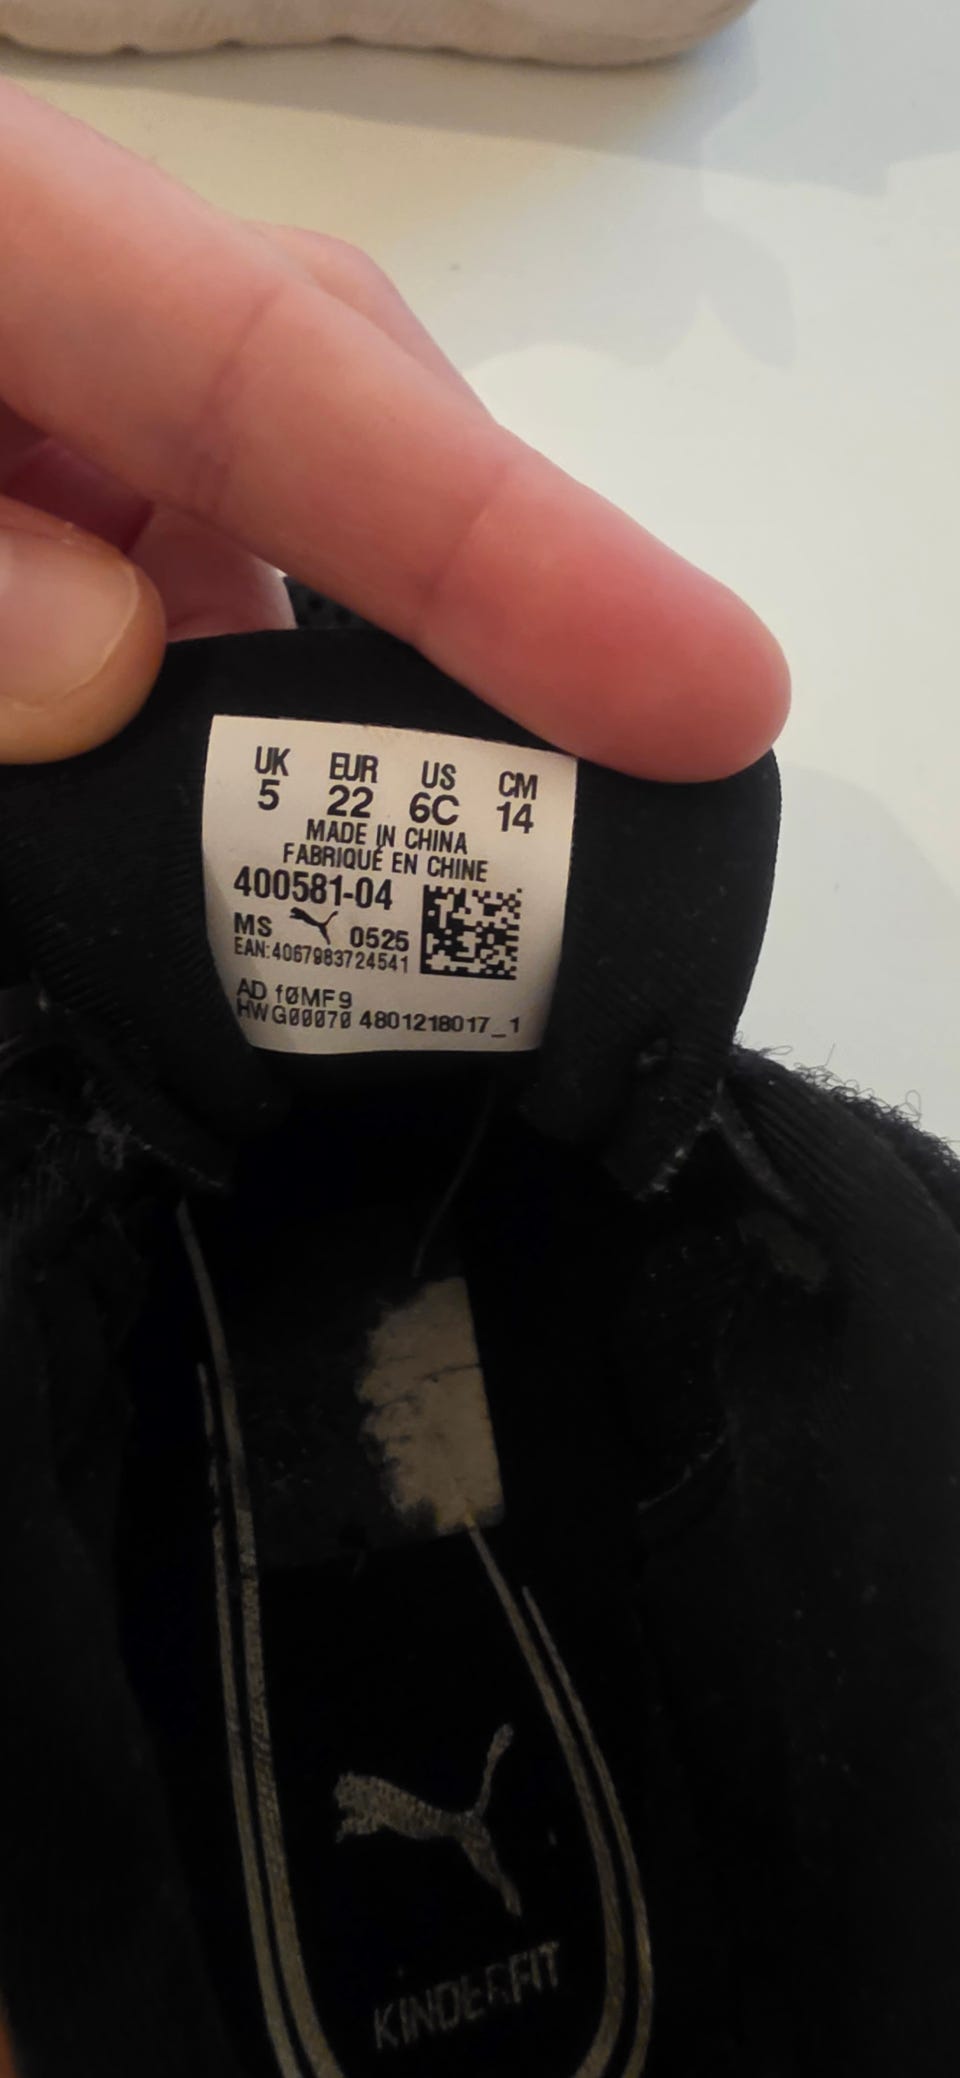 UK EUR US CM
5 22 6C 14
MADE IN CHINA
FABRIQUÉ EN CHINE
400581-04
MS 0525
EAN:4067983724541
AD fØMF9
HWG00070 4801218017_1
KINDERFIT